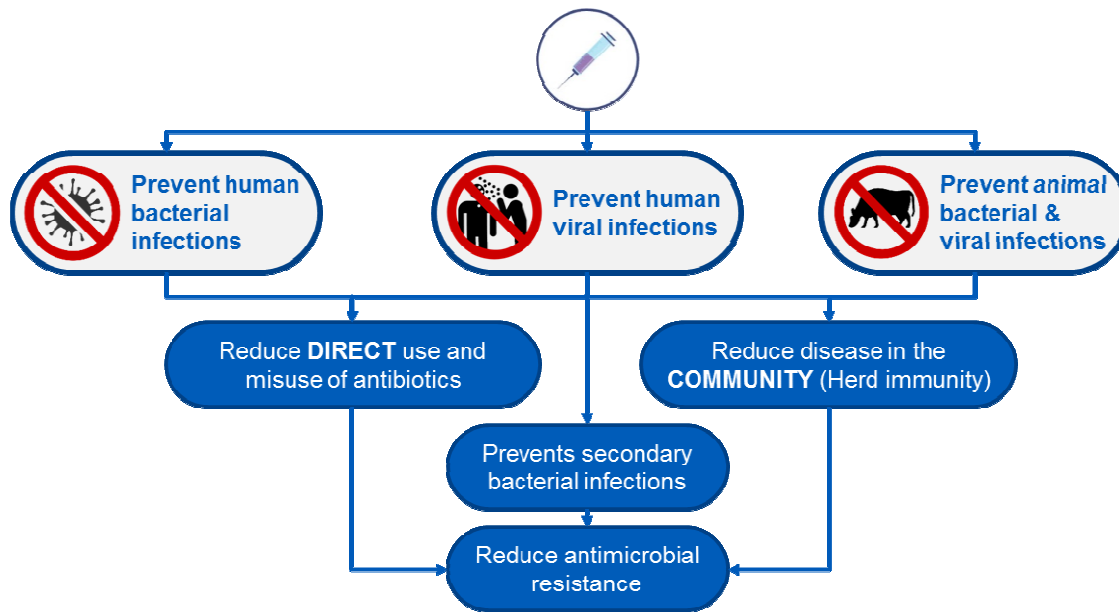 Prevent human
bacterial
infections
Prevent human
viral infections
Prevent animal
bacterial &
viral infections
Reduce DIRECT use and
misuse of antibiotics
Reduce disease in the
COMMUNITY (Herd immunity)
Prevents secondary
bacterial infections
Reduce antimicrobial
resistance